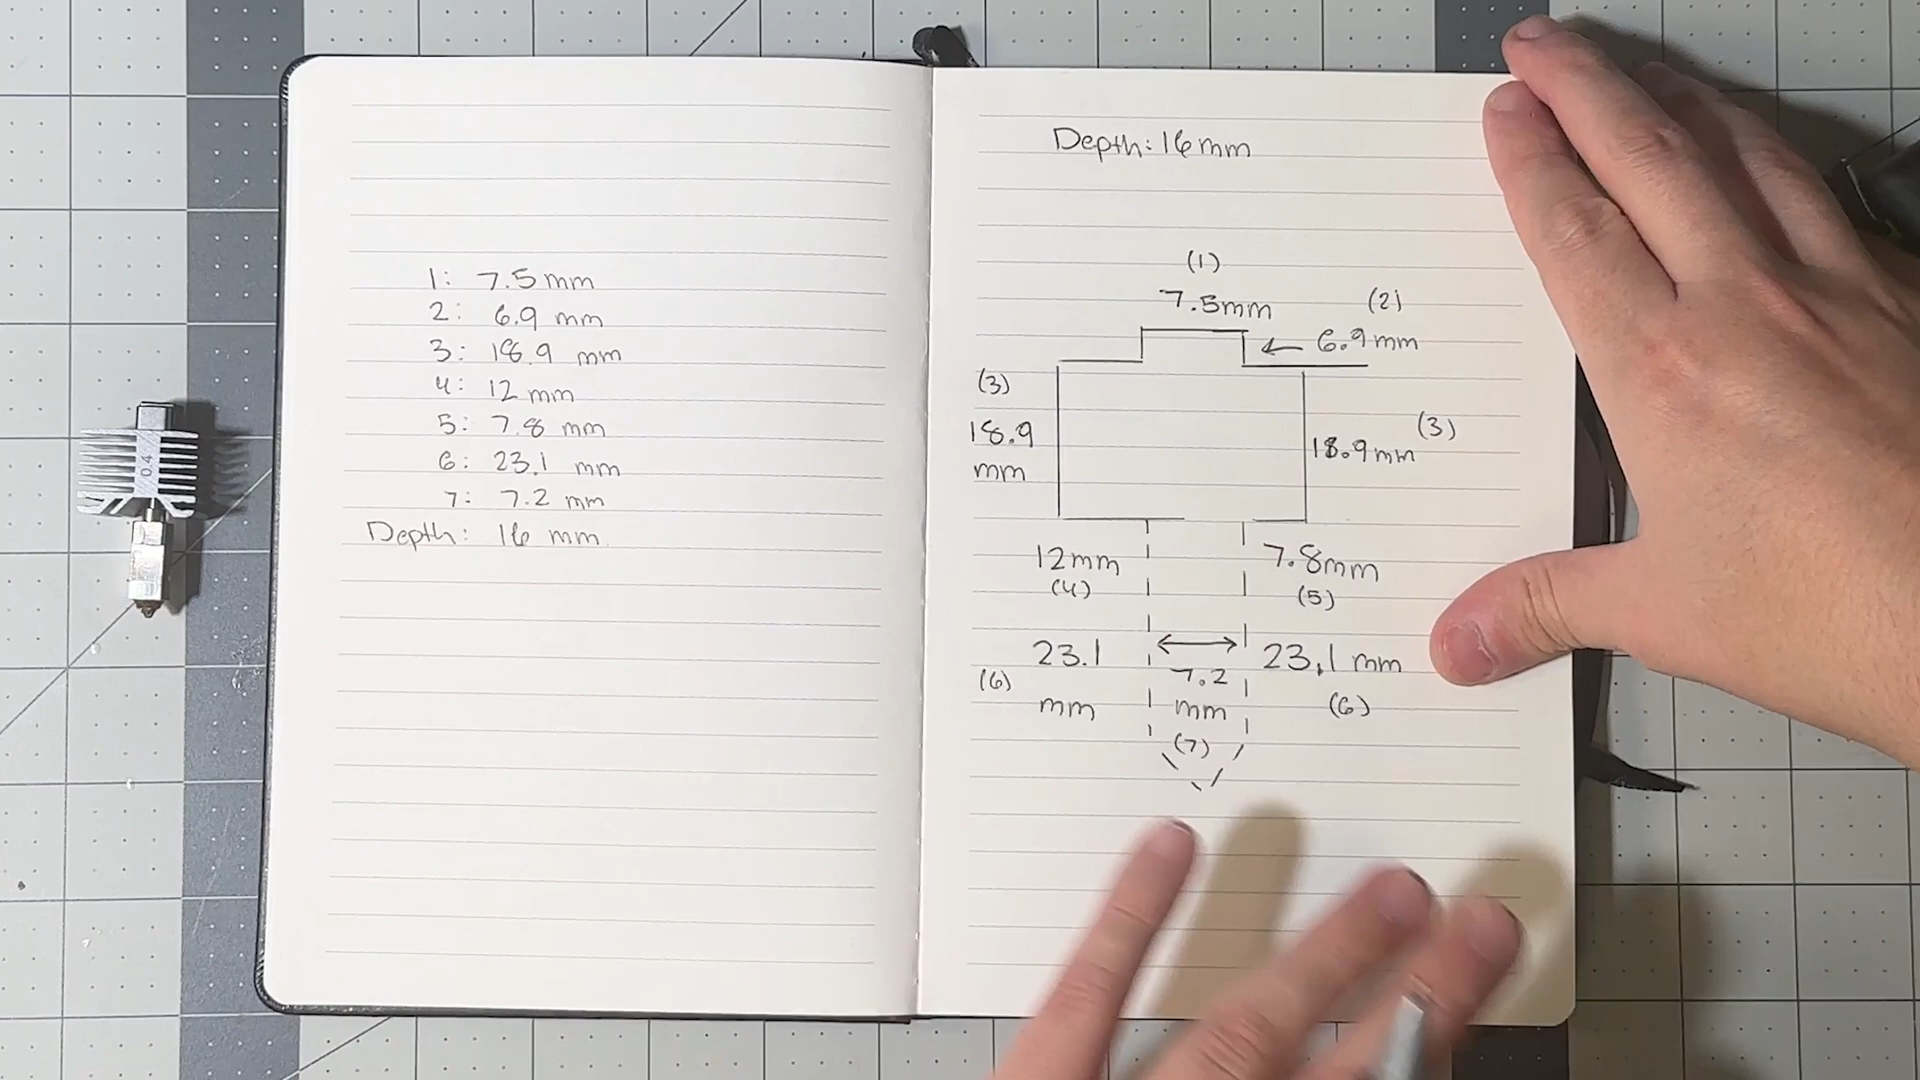 1: 7.5 mm
2: 6.9 mm
3: 18.9 mm
4: 12 mm
5: 7.8 mm
6: 23.1 mm
7: 7.2 mm
Depth: 16 mm
0.4
Depth: 16 mm
(1)
7.5mm
(2)
6.9mm
(3)
18.9
mm
(3)
18.9mm
12mm
(4)
7.8mm
(5)
23.1
(6)
mm
7.2
mm
(7)
23,1 mm
(6)